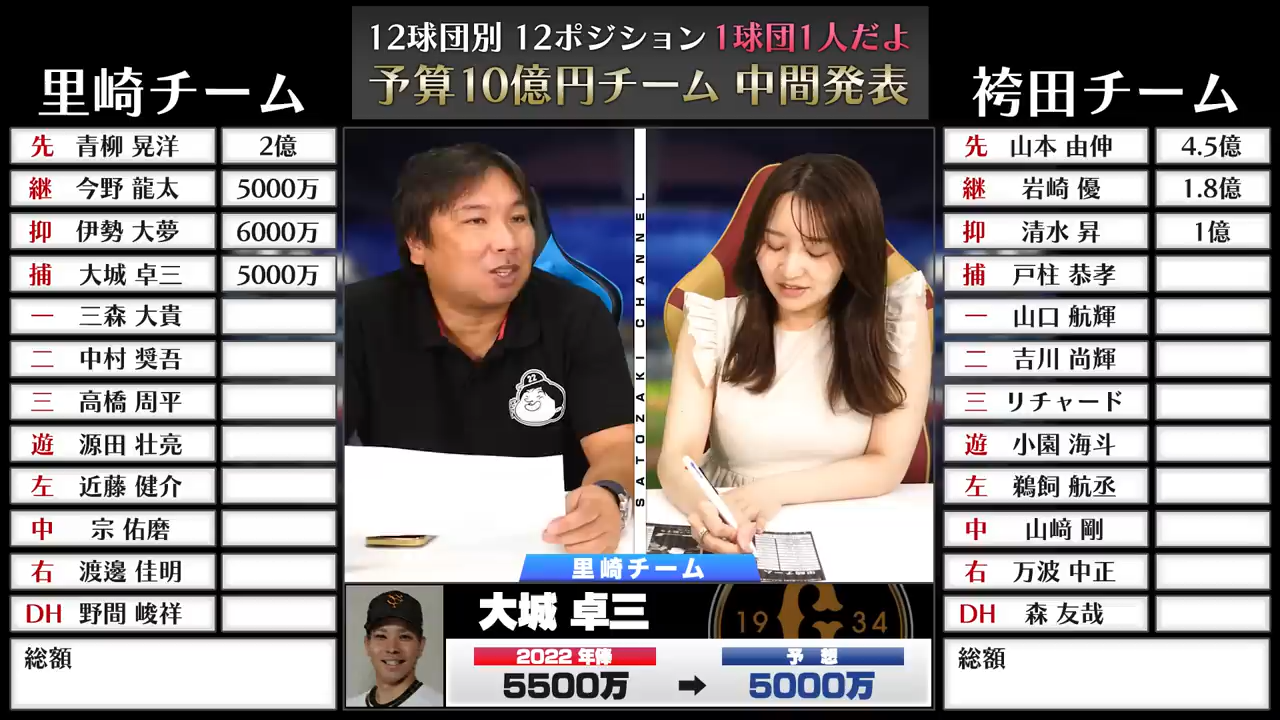 12球団別 12ポジション 1球団1人だよ
予算10億円チーム 中間発表
里崎チーム
先 青柳 晃洋 2億
継 今野 龍太 5000万
抑 伊勢 大夢 6000万
捕 大城 卓三 5000万
一 三森 大貴
二 中村 奨吾
三 高橋 周平
遊 源田 壮亮
左 近藤 健介
中 宗 佑磨
右 渡邊 佳明
DH 野間 峻祥
総額
SATOZAKI CHANNEL
22
里崎チーム
大城 卓三
19 G 34
2022 年俸
予 想
5500万 ➡ 5000万
袴田チーム
先 山本 由伸 4.5億
継 岩崎 優 1.8億
抑 清水 昇 1億
捕 戸柱 恭孝
一 山口 航輝
二 吉川 尚輝
三 リチャード
遊 小園 海斗
左 鵜飼 航丞
中 山﨑 剛
右 万波 中正
DH 森 友哉
総額